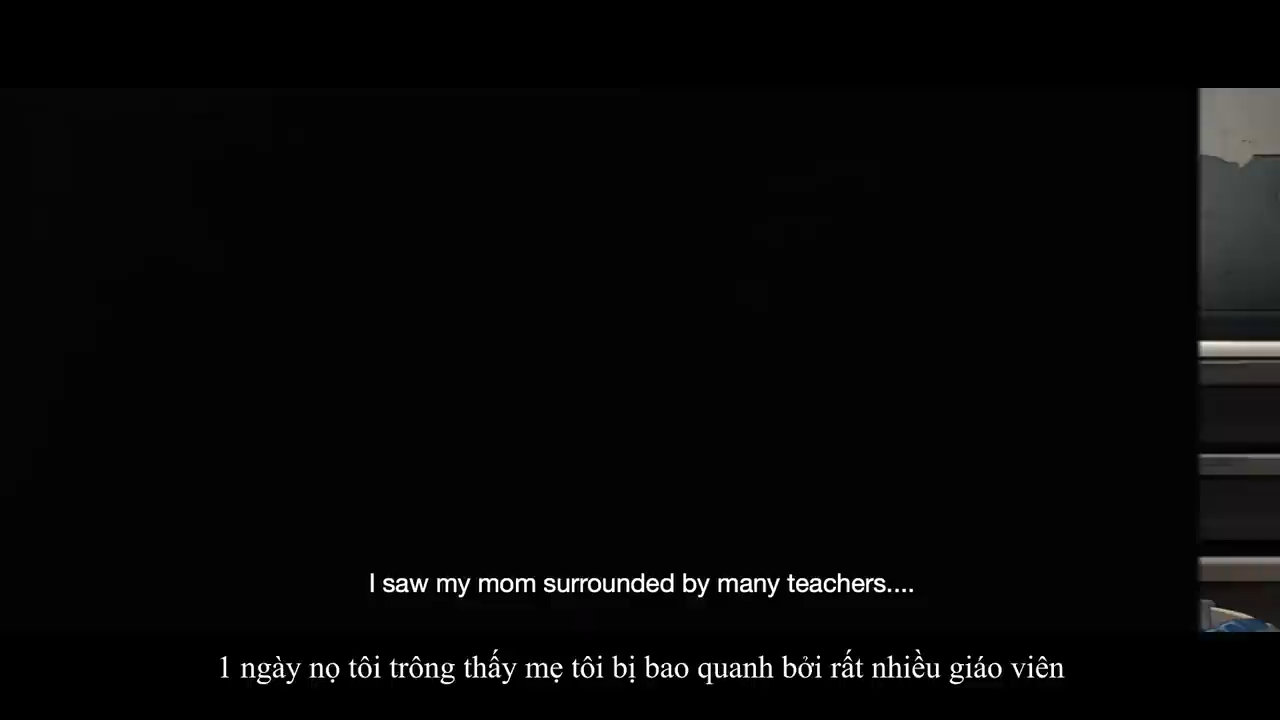 I saw my mom surrounded by many teachers....
1 ngày nọ tôi trông thấy mẹ tôi bị bao quanh bởi rất nhiều giáo viên